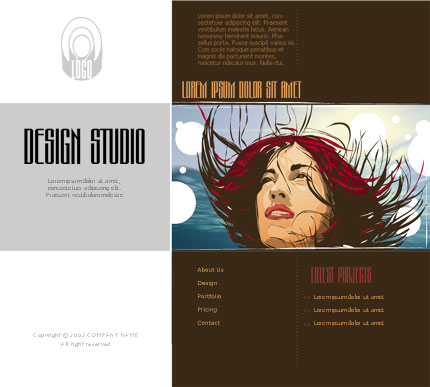 LOGO
DESIGN STUDIO
Lorem ipsum dolor sit amet,
consectetuer adipiscing elit.
Praesent vestibulum molestie
Copyright © 2002 COMPANY NAME
All right reserved
Lorem ipsum dolor sit amet, con-
sectetuer adipiscing elit. Praesent
vestibulum molestie lacus. Aenean
nonummy hendrerit mauris. Pha-
sellus porta. Fusce suscipit varius mi.
Cum sociis natoque penatibus et
magnis dis parturient montes,
nascetur ridiculus mus. Nulla dui.
LOREM IPSUM DOLOR SIT AMET
About Us
Design
Portfolio
Pricing
Contact
LATEST PROJECTS
Lorem ipsum dolor sit amet
Lorem ipsum dolor sit amet
Lorem ipsum dolor sit amet